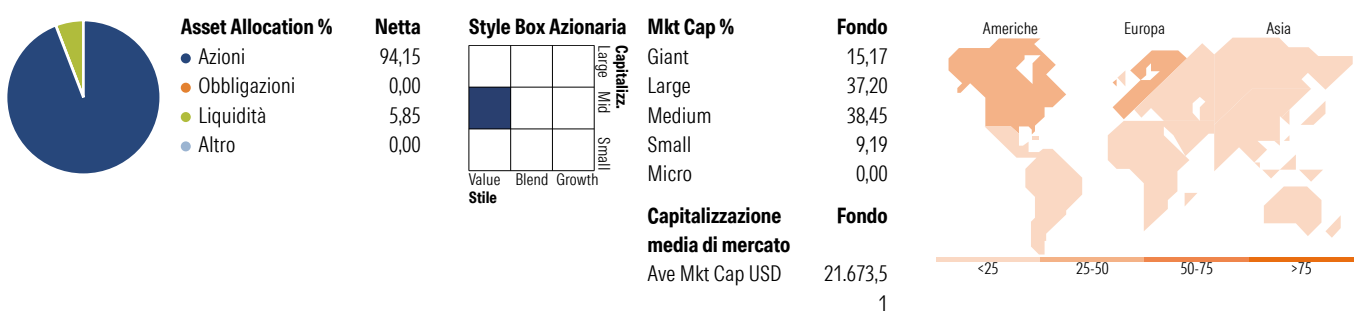 Asset Allocation % Netta
Azioni 94,15
Obbligazioni 0,00
Liquidità 5,85
Altro 0,00
Style Box Azionaria
Capitalizz.
Large Mid Small
Value Blend Growth
Stile
Mkt Cap % Fondo
Giant 15,17
Large 37,20
Medium 38,45
Small 9,19
Micro 0,00
Capitalizzazione Fondo
media di mercato
Ave Mkt Cap USD 21.673,5
1
Americhe Europa Asia
<25 25-50 50-75 >75